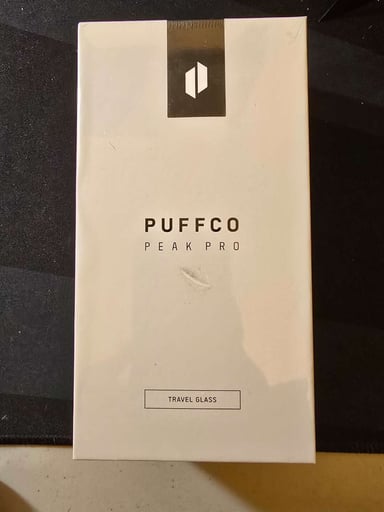 PUFFCO
PEAK PRO
TRAVEL GLASS